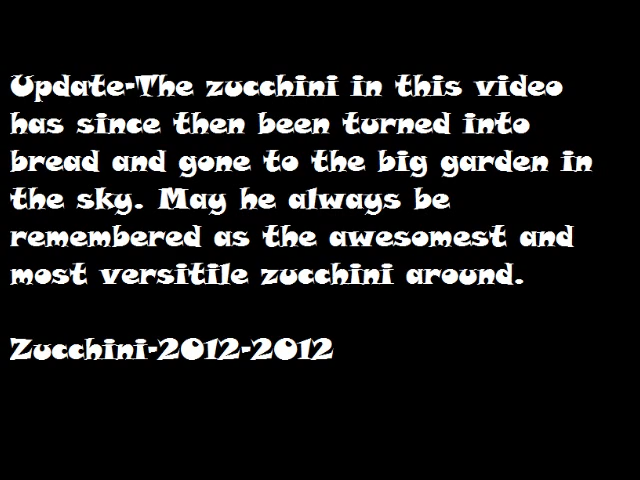 Update-The zucchini in this video
has since then been turned into
bread and gone to the big garden in
the sky. May he always be
remembered as the awesomest and
most versitile zucchini around.
Zucchini-2012-2012